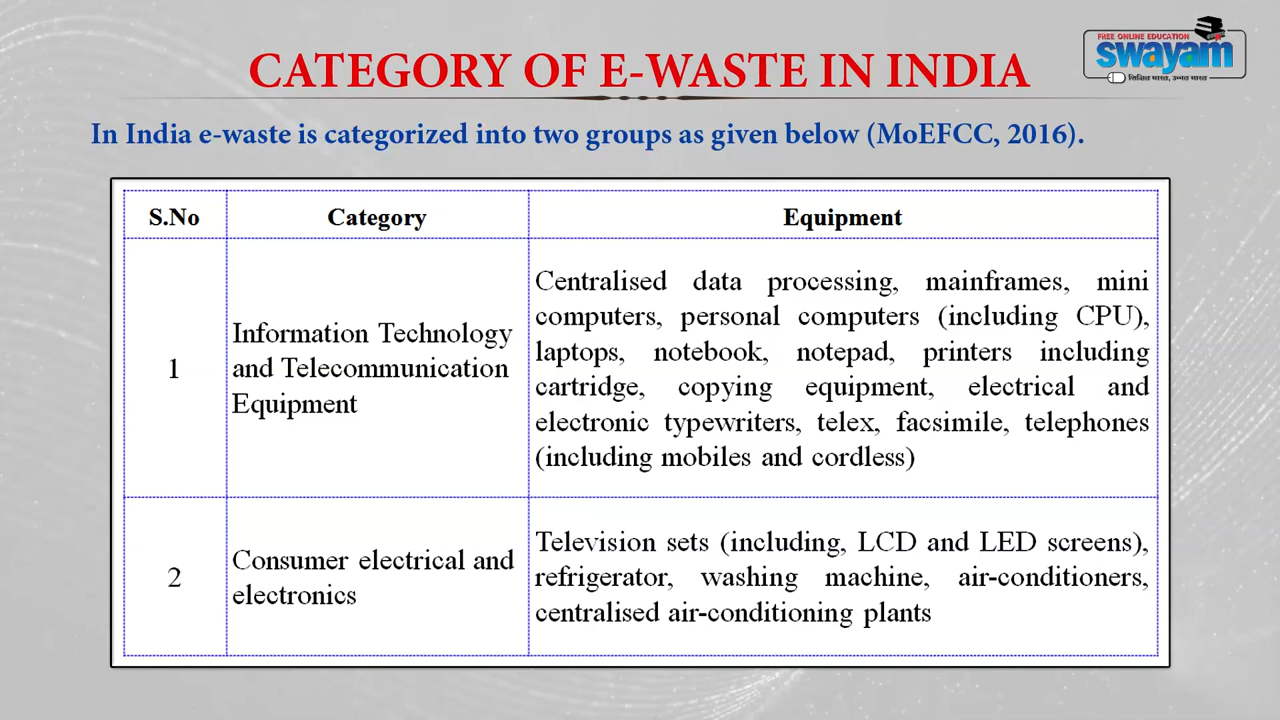 CATEGORY OF E-WASTE IN INDIA
FREE ONLINE EDUCATION
swayam
शिक्षित भारत, उन्नत भारत
In India e-waste is categorized into two groups as given below (MoEFCC, 2016).
S.No Category Equipment
1
Information Technology
and Telecommunication
Equipment
Centralised data processing, mainframes, mini
computers, personal computers (including CPU),
laptops, notebook, notepad, printers including
cartridge, copying equipment, electrical and
electronic typewriters, telex, facsimile, telephones
(including mobiles and cordless)
2
Consumer electrical and
electronics
Television sets (including, LCD and LED screens),
refrigerator, washing machine, air-conditioners,
centralised air-conditioning plants